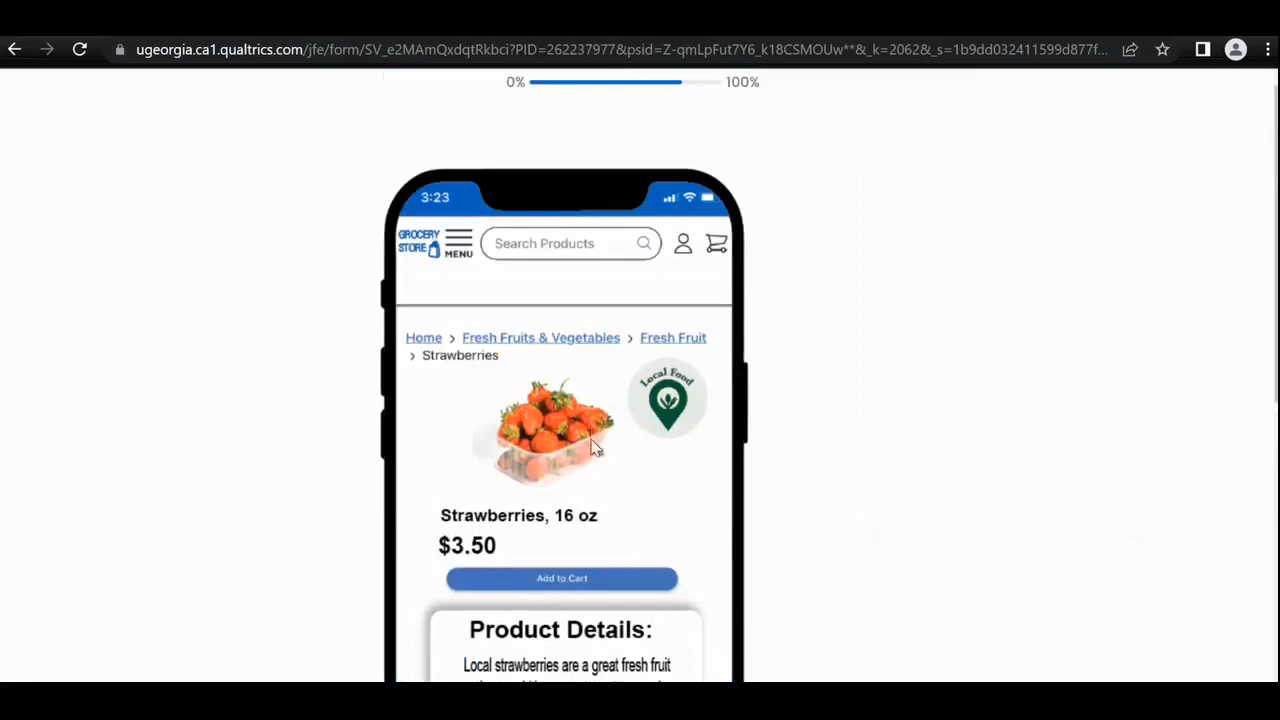 ugeorgia.ca1.qualtrics.com/jfe/form/SV_e2MAmQxdqtRkbci?PID=262237977&psid=Z-qmLpFut7Y6_k18CSMOUw**&_k=2062&_s=1b9dd032411599d877f...
0% 100%
3:23
GROCERY
STORE
MENU
Search Products
Home > Fresh Fruits & Vegetables > Fresh Fruit
> Strawberries
Local Food
Strawberries, 16 oz
$3.50
Add to Cart
Product Details:
Local strawberries are a great fresh fruit